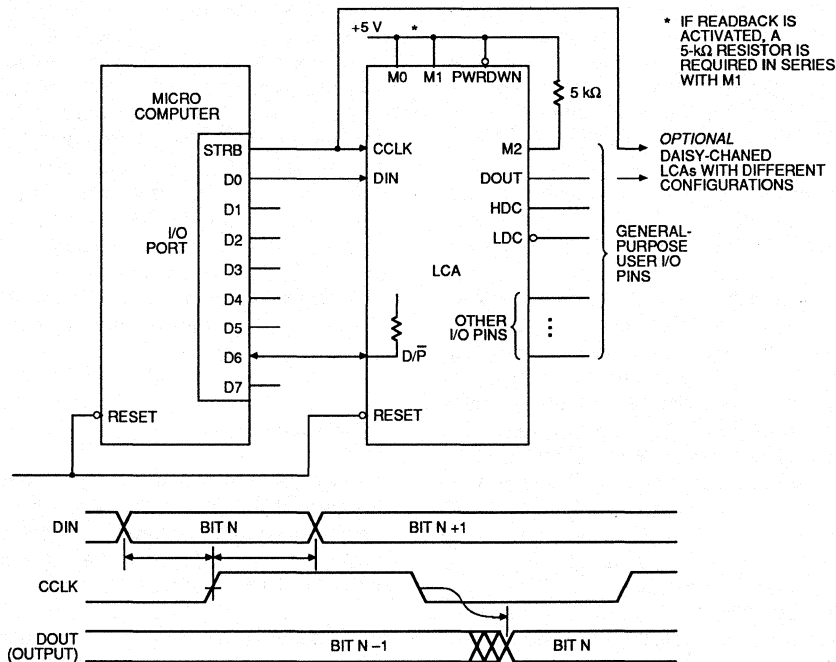 +5 V *
* IF READBACK IS
ACTIVATED, A
5-kΩ RESISTOR IS
REQUIRED IN SERIES
WITH M1
M0 M1 PWRDWN
5 kΩ
MICRO
COMPUTER
STRB
CCLK
M2
OPTIONAL
DAISY-CHANED
LCAs WITH DIFFERENT
CONFIGURATIONS
D0
DIN
DOUT
D1
HDC
I/O
PORT
D2
LDC
GENERAL-
PURPOSE
USER I/O
PINS
D3
LCA
D4
OTHER
I/O PINS
D5
D6
D/P̅
D7
RESET
RESET
DIN BIT N BIT N +1
CCLK
DOUT
(OUTPUT)
BIT N –1 BIT N